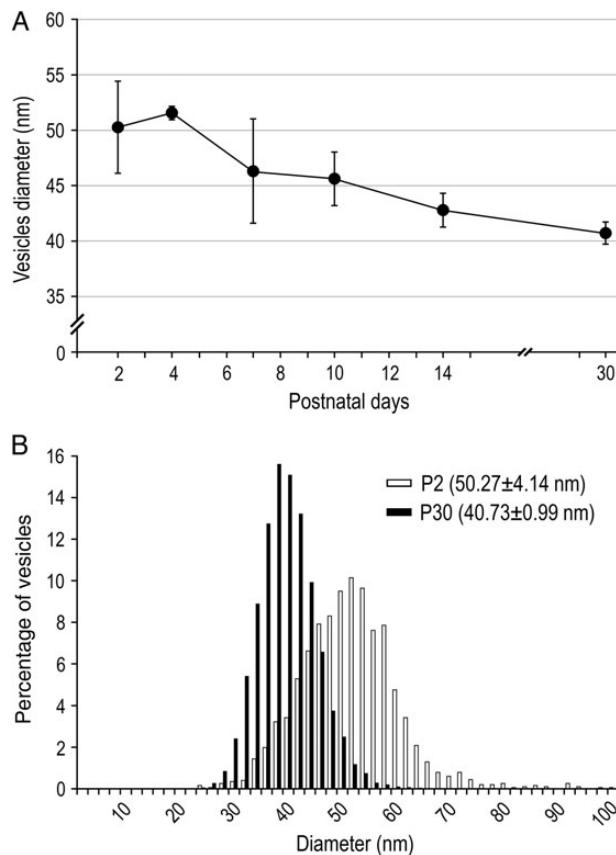 A
60
55
50
45
40
35
0
Vesicles diameter (nm)
2 4 6 7 8 10 12 14 30
Postnatal days
B
16
14
12
10
8
6
4
2
0
Percentage of vesicles
P2 (50.27±4.14 nm)
P30 (40.73±0.99 nm)
10 20 30 40 50 60 70 80 90 100
Diameter (nm)